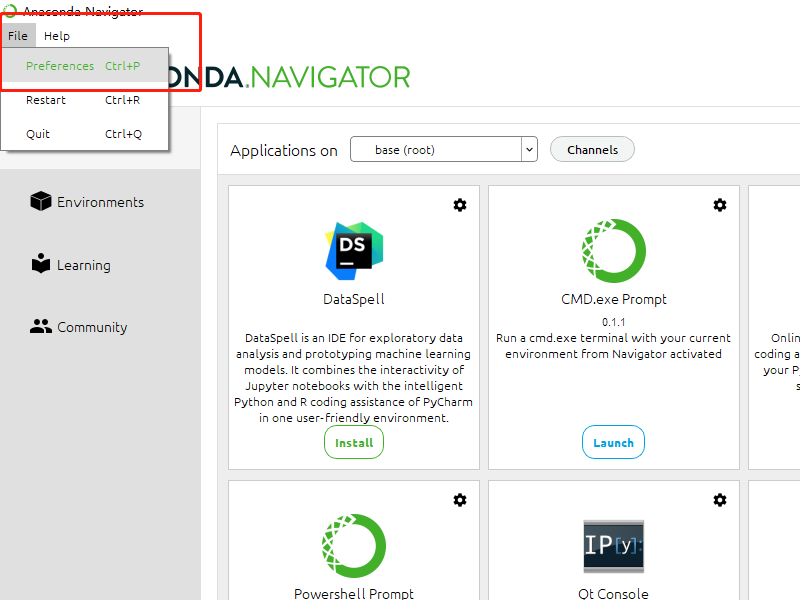 Anaconda Navigator
File Help
Preferences Ctrl+P
Restart Ctrl+R
Quit Ctrl+Q
ONDA.NAVIGATOR
Environments
Learning
Community
Applications on
base (root)
Channels
DS
DataSpell
DataSpell is an IDE for exploratory data
analysis and prototyping machine learning
models. It combines the interactivity of
Jupyter notebooks with the intelligent
Python and R coding assistance of PyCharm
in one user-friendly environment.
Install
CMD.exe Prompt
0.1.1
Run a cmd.exe terminal with your current
environment from Navigator activated
Launch
Onlin
coding a
your P
s
Powershell Prompt
IP[y]:
Qt Console